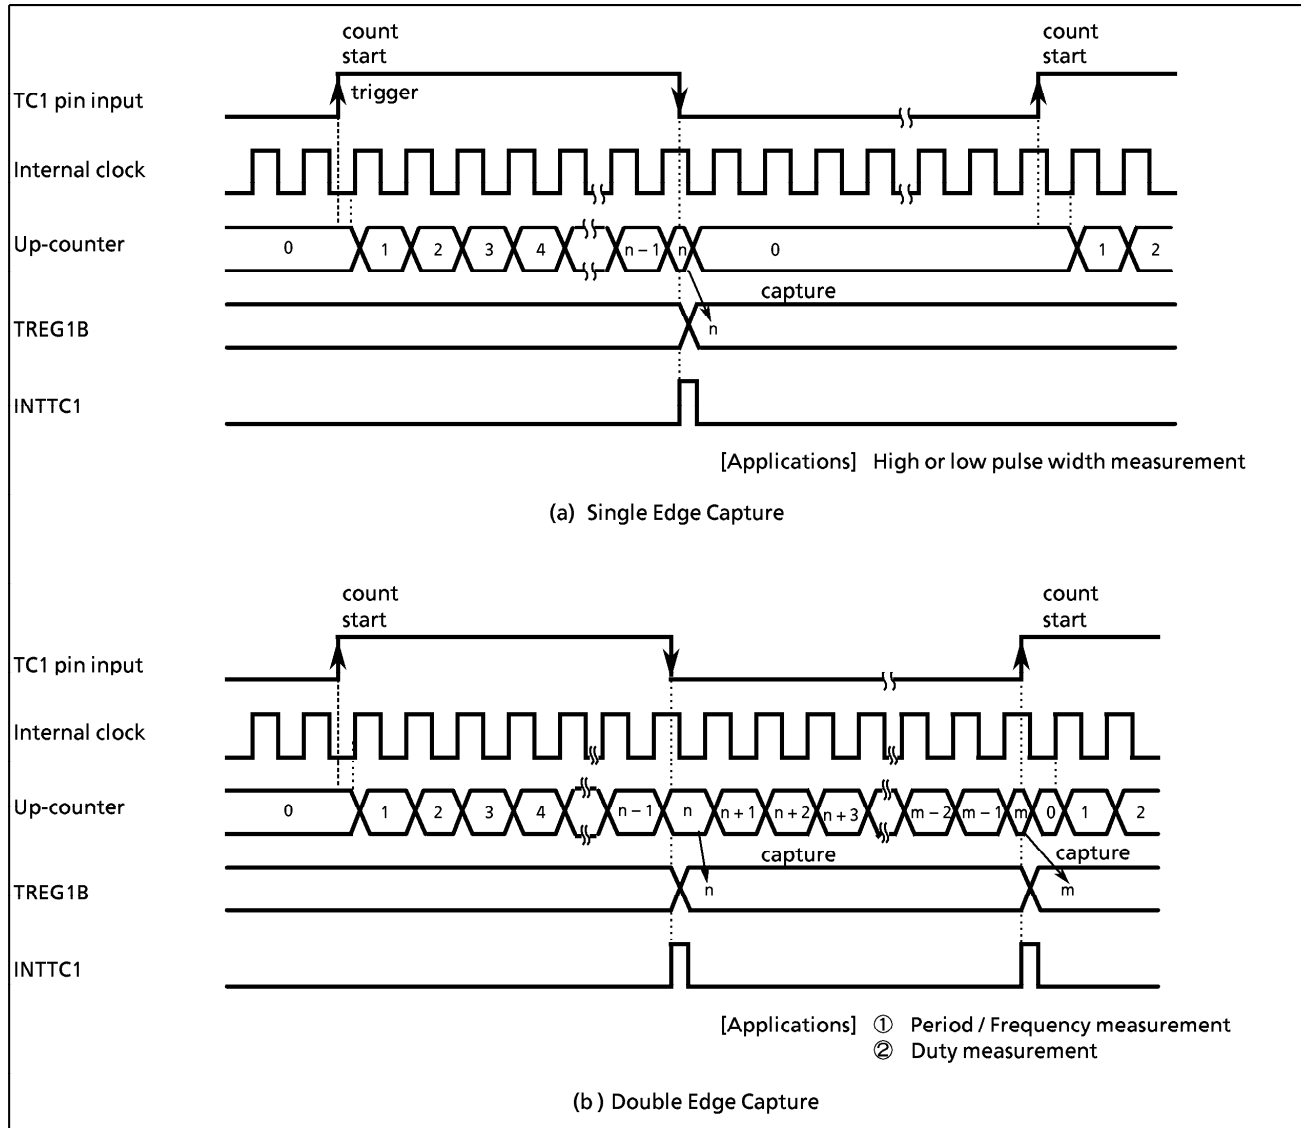 count
start
count
start
TC1 pin input
trigger
Internal clock
Up-counter
0 1 2 3 4 n – 1 n 0 1 2
capture
TREG1B
n
INTTC1
[Applications] High or low pulse width measurement
(a) Single Edge Capture
count
start
count
start
TC1 pin input
Internal clock
Up-counter
0 1 2 3 4 n – 1 n n + 1 n + 2 n + 3 m – 2 m – 1 m 0 1 2
capture
capture
TREG1B
n
m
INTTC1
[Applications] ① Period / Frequency measurement
② Duty measurement
(b) Double Edge Capture